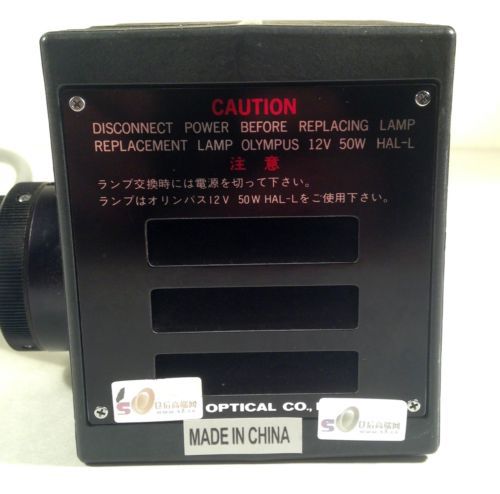 CAUTION
DISCONNECT POWER BEFORE REPLACING LAMP
REPLACEMENT LAMP OLYMPUS 12V 50W HAL-L
注意
ランプ交換時には電源を切って下さい。
ランプはオリンパス12V 50W HAL-Lをご使用下さい。
OPTICAL CO.,
MADE IN CHINA